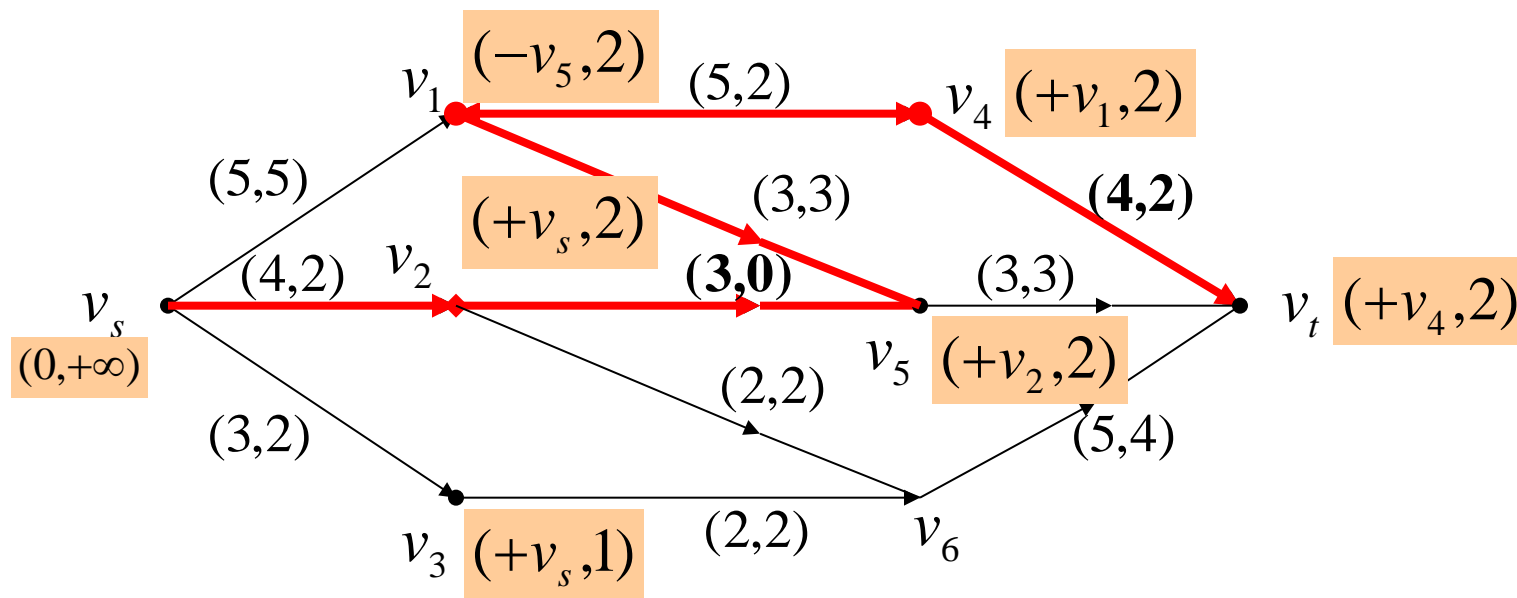 (−v₅,2)
v₁
(5,2)
v₄
(+v₁,2)
(5,5)
(3,3)
(4,2)
(+vₛ,2)
v₂
(4,2)
(3,0)
(3,3)
vₛ
(0,+∞)
vₜ
(+v₄,2)
v₅
(+v₂,2)
(2,2)
(3,2)
(5,4)
v₃
(+vₛ,1)
(2,2)
v₆